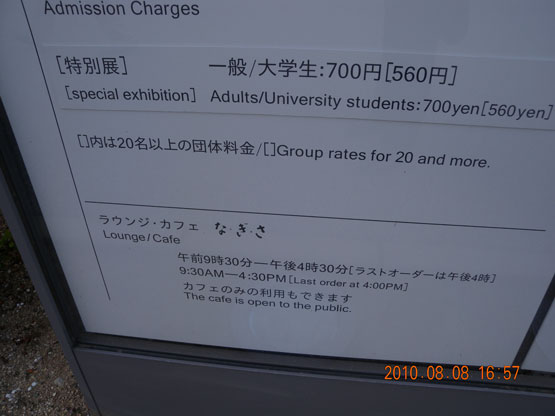 Admission Charges
[特別展] 一般/大学生:700円[560円]
[special exhibition] Adults/University students:700yen[560yen]
[]内は20名以上の団体料金/[]Group rates for 20 and more.
ラウンジ・カフェ な・ぎ・さ
Lounge/Cafe
午前9時30分—午後4時30分[ラストオーダーは午後4時]
9:30AM—4:30PM[Last order at 4:00PM]
カフェのみの利用もできます
The cafe is open to the public.
2010.08.08 16:57